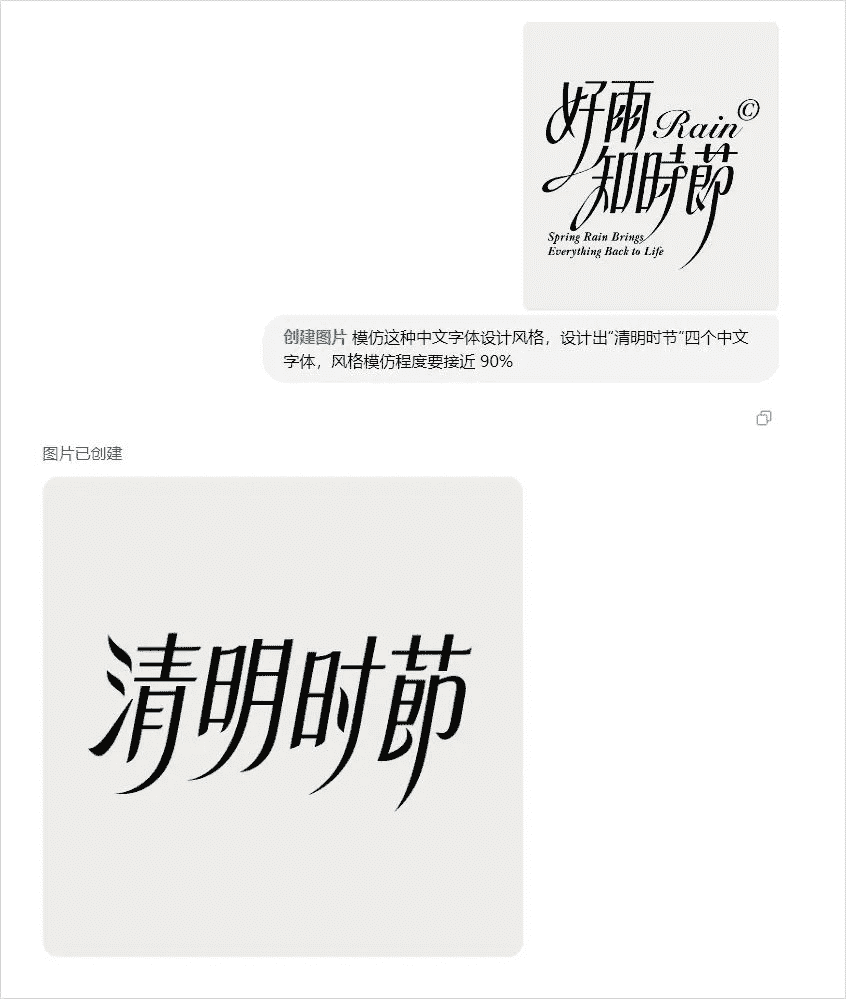 好雨 Rain©
知時節
Spring Rain Brings
Everything Back to Life
创建图片 模仿这种中文字体设计风格，设计出“清明时节”四个中文
字体，风格模仿程度要接近 90%
图片已创建
清明时節